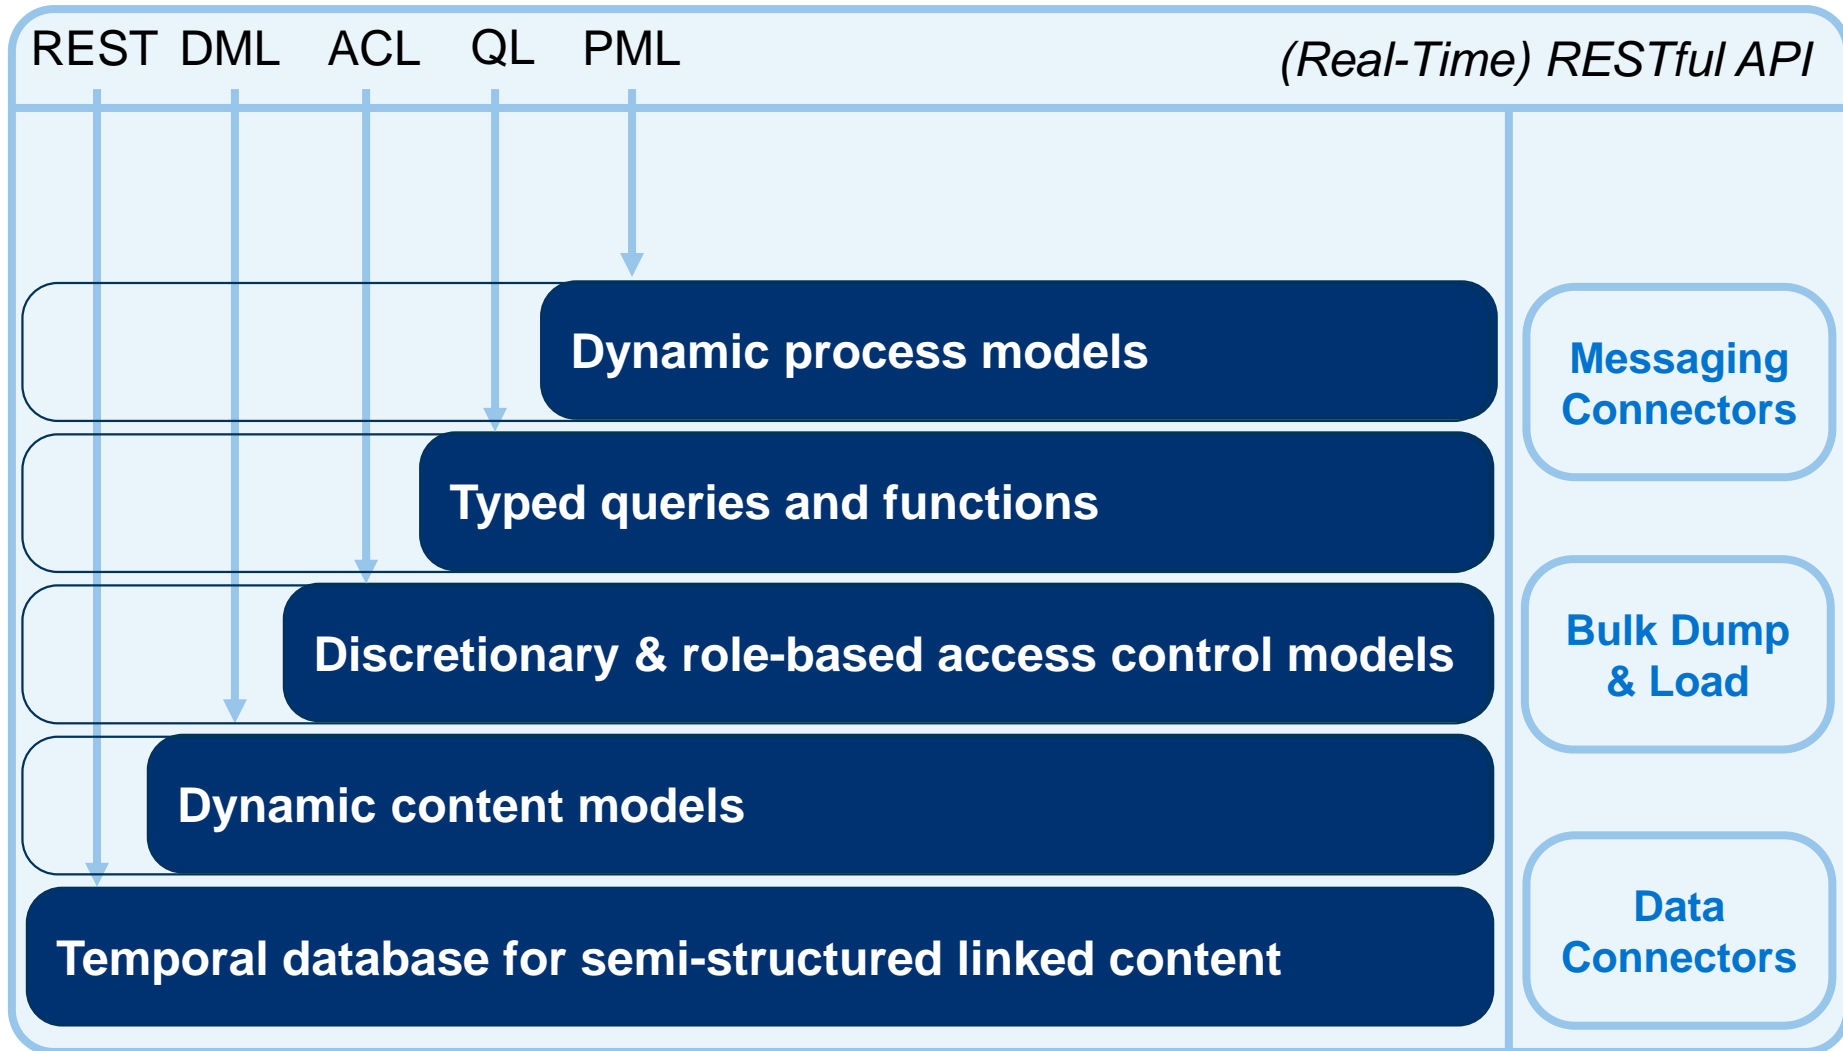 REST DML ACL QL PML (Real-Time) RESTful API
Dynamic process models
Typed queries and functions
Discretionary & role-based access control models
Dynamic content models
Temporal database for semi-structured linked content
Messaging
Connectors
Bulk Dump
& Load
Data
Connectors